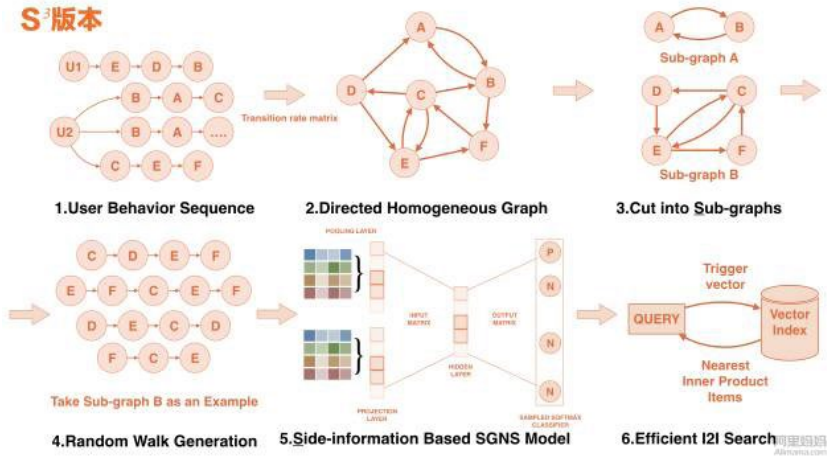 S³版本
U1 E D B
B A C
U2 B A ....
C E F
Transition rate matrix
A
D C B
E F
A B
Sub-graph A
D C
E F
Sub-graph B
1.User Behavior Sequence
2.Directed Homogeneous Graph
3.Cut into Sub-graphs
C D E F
E F C E F
D E C D
F C E
Take Sub-graph B as an Example
POOLING LAYER
INPUT
MATRIX
OUTPUT
MATRIX
HIDDEN
LAYER
PROJECTION
LAYER
P
N
N
N
SAMPLED SOFTMAX
CLASSIFIER
Trigger
vector
QUERY
Vector
Index
Nearest
Inner Product
Items
4.Random Walk Generation
5.Side-information Based SGNS Model
6.Efficient I2I Search
阿里妈妈
Alimama.com